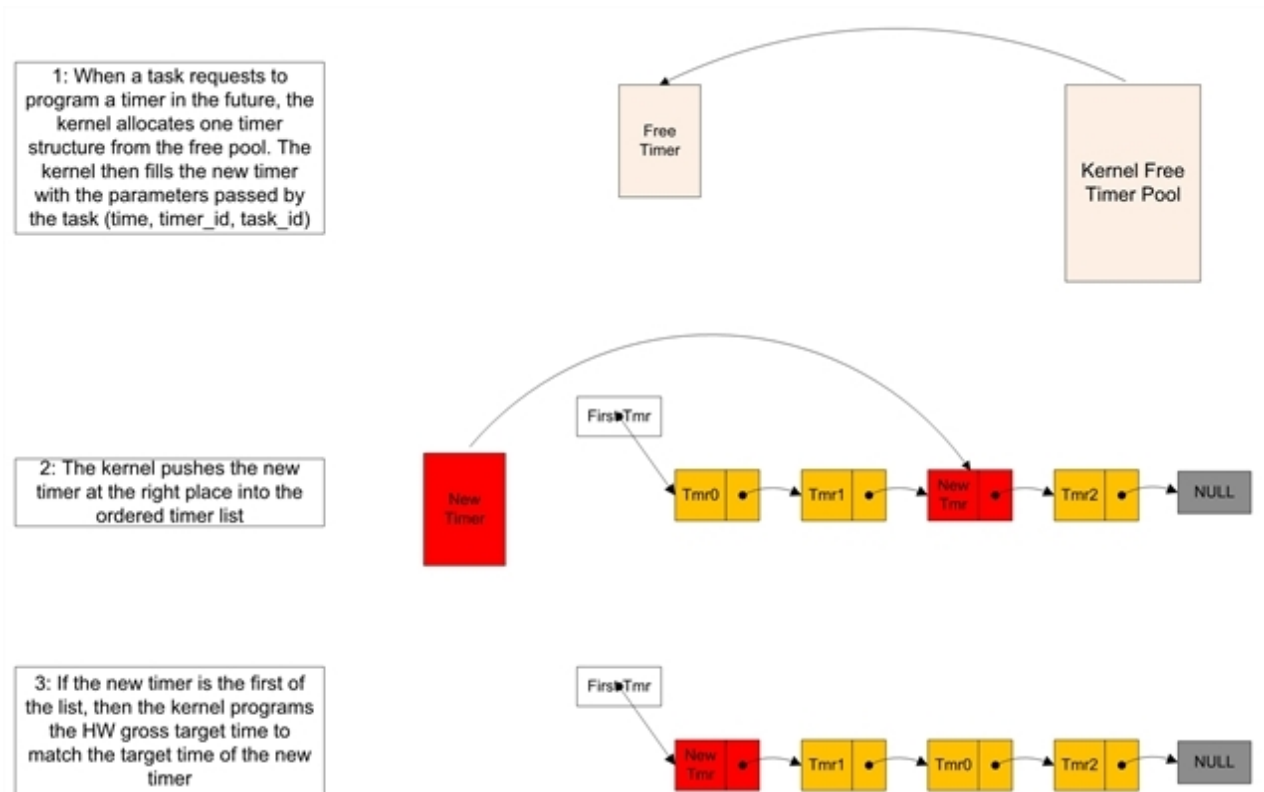 1: When a task requests to
program a timer in the future, the
kernel allocates one timer
structure from the free pool. The
kernel then fills the new timer
with the parameters passed by
the task (time, timer_id, task_id)
Free
Timer
Kernel Free
Timer Pool
2: The kernel pushes the new
timer at the right place into the
ordered timer list
New
Timer
First Tmr
Tmr0
Tmr1
New
Tmr
Tmr2
NULL
3: If the new timer is the first of
the list, then the kernel programs
the HW gross target time to
match the target time of the new
timer
First Tmr
New
Tmr
Tmr1
Tmr0
Tmr2
NULL